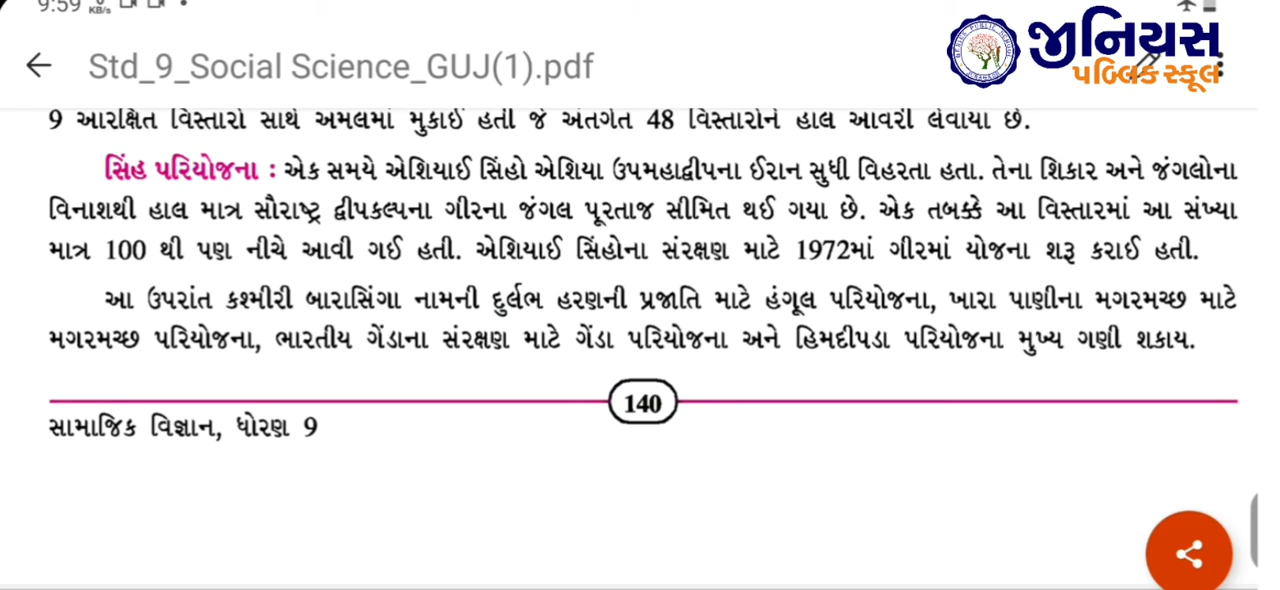 9:59 KB/s
Std_9_Social Science_GUJ(1).pdf
જીનિયસ
પબ્લિક સ્કૂલ
9 આરક્ષિત વિસ્તારો સાથે અમલમાં મુકાઈ હતી જે અંતર્ગત 48 વિસ્તારોને હાલ આવરી લેવાયા છે.
સિંહ પરિયોજના : એક સમયે એશિયાઈ સિંહો એશિયા ઉપમહાદ્વીપના ઈરાન સુધી વિહરતા હતા. તેના શિકાર અને જંગલોના
વિનાશથી હાલ માત્ર સૌરાષ્ટ્ર દ્વીપકલ્પના ગીરના જંગલ પૂરતાજ સીમિત થઈ ગયા છે. એક તબક્કે આ વિસ્તારમાં આ સંખ્યા
માત્ર 100 થી પણ નીચે આવી ગઈ હતી. એશિયાઈ સિંહોના સંરક્ષણ માટે 1972માં ગીરમાં યોજના શરૂ કરાઈ હતી.
આ ઉપરાંત કશ્મીરી બારાસિંગા નામની દુર્લભ હરણની પ્રજાતિ માટે હંગૂલ પરિયોજના, ખારા પાણીના મગરમચ્છ માટે
મગરમચ્છ પરિયોજના, ભારતીય ગેંડાના સંરક્ષણ માટે ગેંડા પરિયોજના અને હિમદીપડા પરિયોજના મુખ્ય ગણી શકાય.
140
સામાજિક વિજ્ઞાન, ધોરણ 9